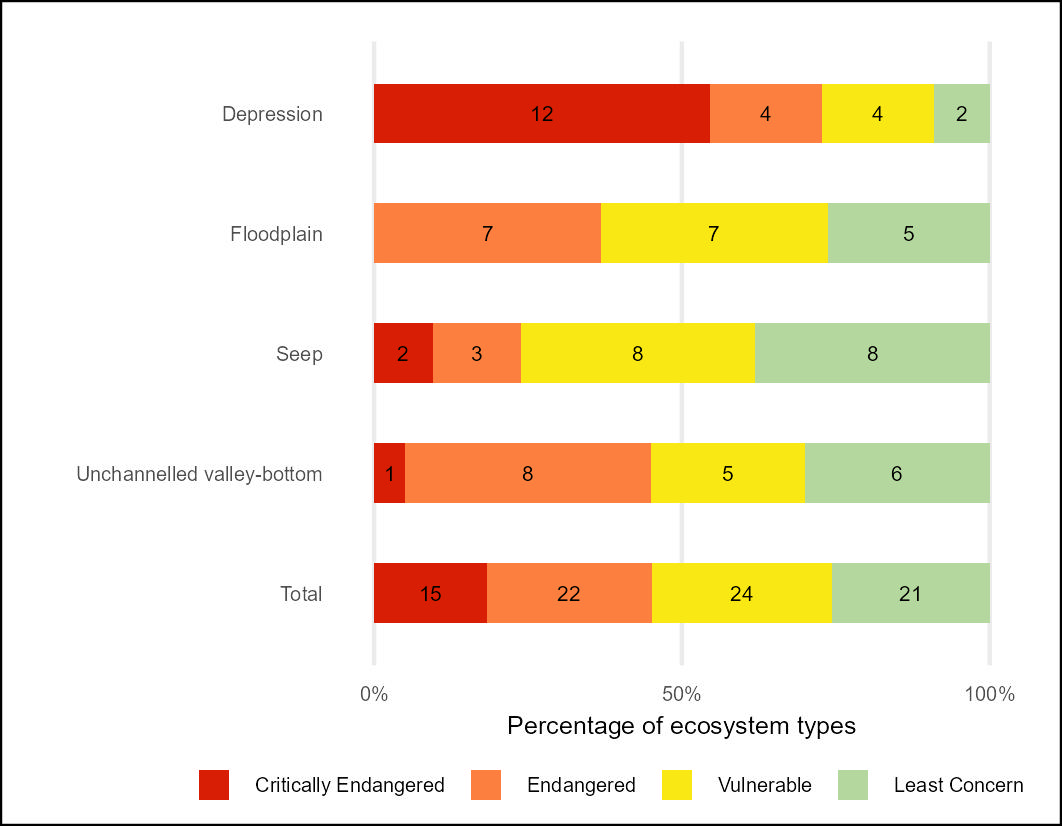 Depression 12 4 4 2
Floodplain 7 7 5
Seep 2 3 8 8
Unchannelled valley-bottom 1 8 5 6
Total 15 22 24 21
0% 50% 100%
Percentage of ecosystem types
Critically Endangered Endangered Vulnerable Least Concern